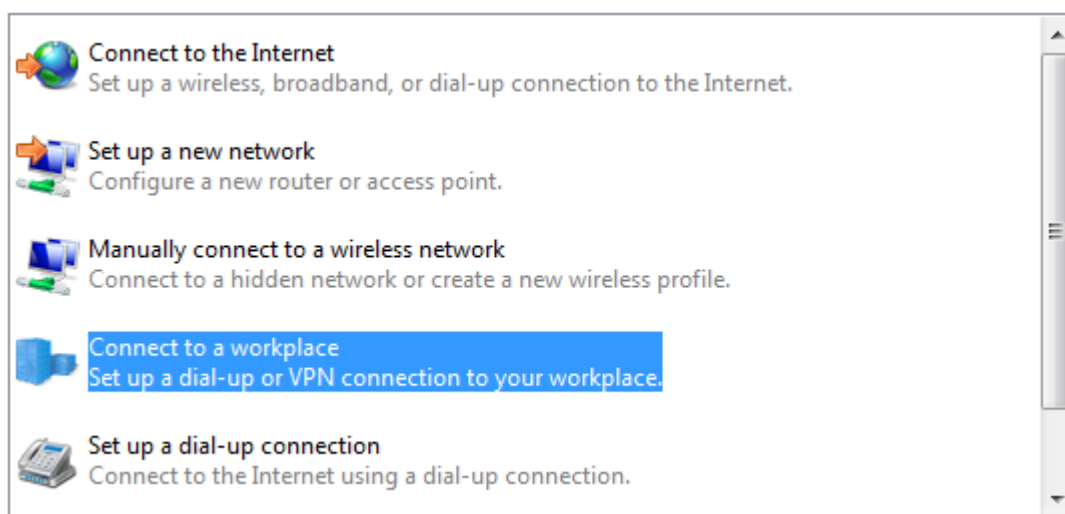 Connect to the Internet
Set up a wireless, broadband, or dial-up connection to the Internet.
Set up a new network
Configure a new router or access point.
Manually connect to a wireless network
Connect to a hidden network or create a new wireless profile.
Connect to a workplace
Set up a dial-up or VPN connection to your workplace.
Set up a dial-up connection
Connect to the Internet using a dial-up connection.